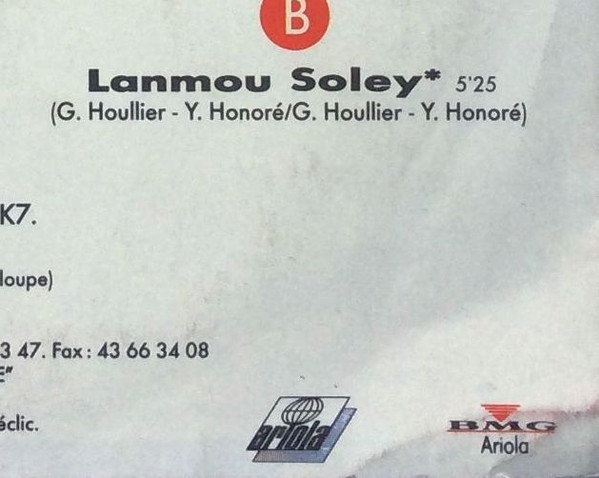 B
Lanmou Soley* 5'25
(G. Houllier - Y. Honoré/G. Houllier - Y. Honoré)
K7.
loupe)
3 47. Fax : 43 66 34 08
E"
éclic.
ariola
BMG
Ariola